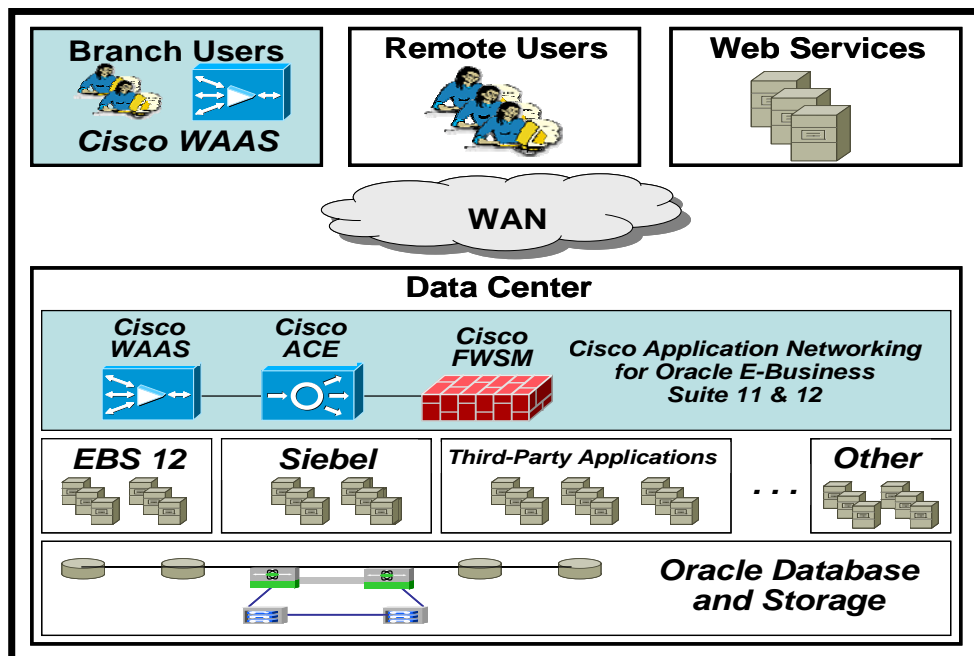 Branch Users
Cisco WAAS
Remote Users
Web Services
WAN
Data Center
Cisco
WAAS
Cisco
ACE
Cisco
FWSM
Cisco Application Networking
for Oracle E-Business
Suite 11 & 12
EBS 12
Siebel
Third-Party Applications
. . .
Other
Oracle Database
and Storage